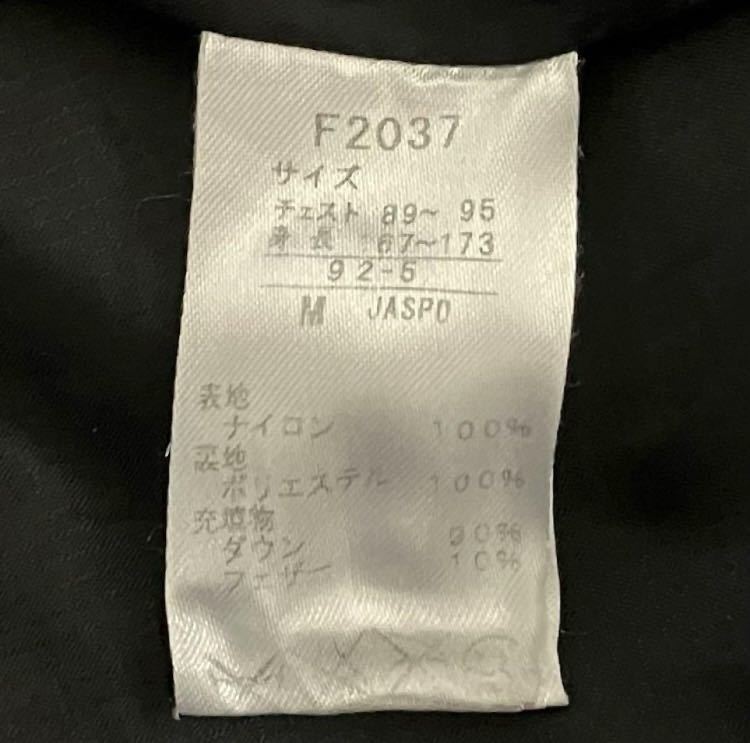 F2037
サイズ
チェスト 89~ 95
身長 167~173
92-5
M JASPO
表地
ナイロン 100%
裏地
ポリエステル 100%
充填物
ダウン 90%
フェザー 10%